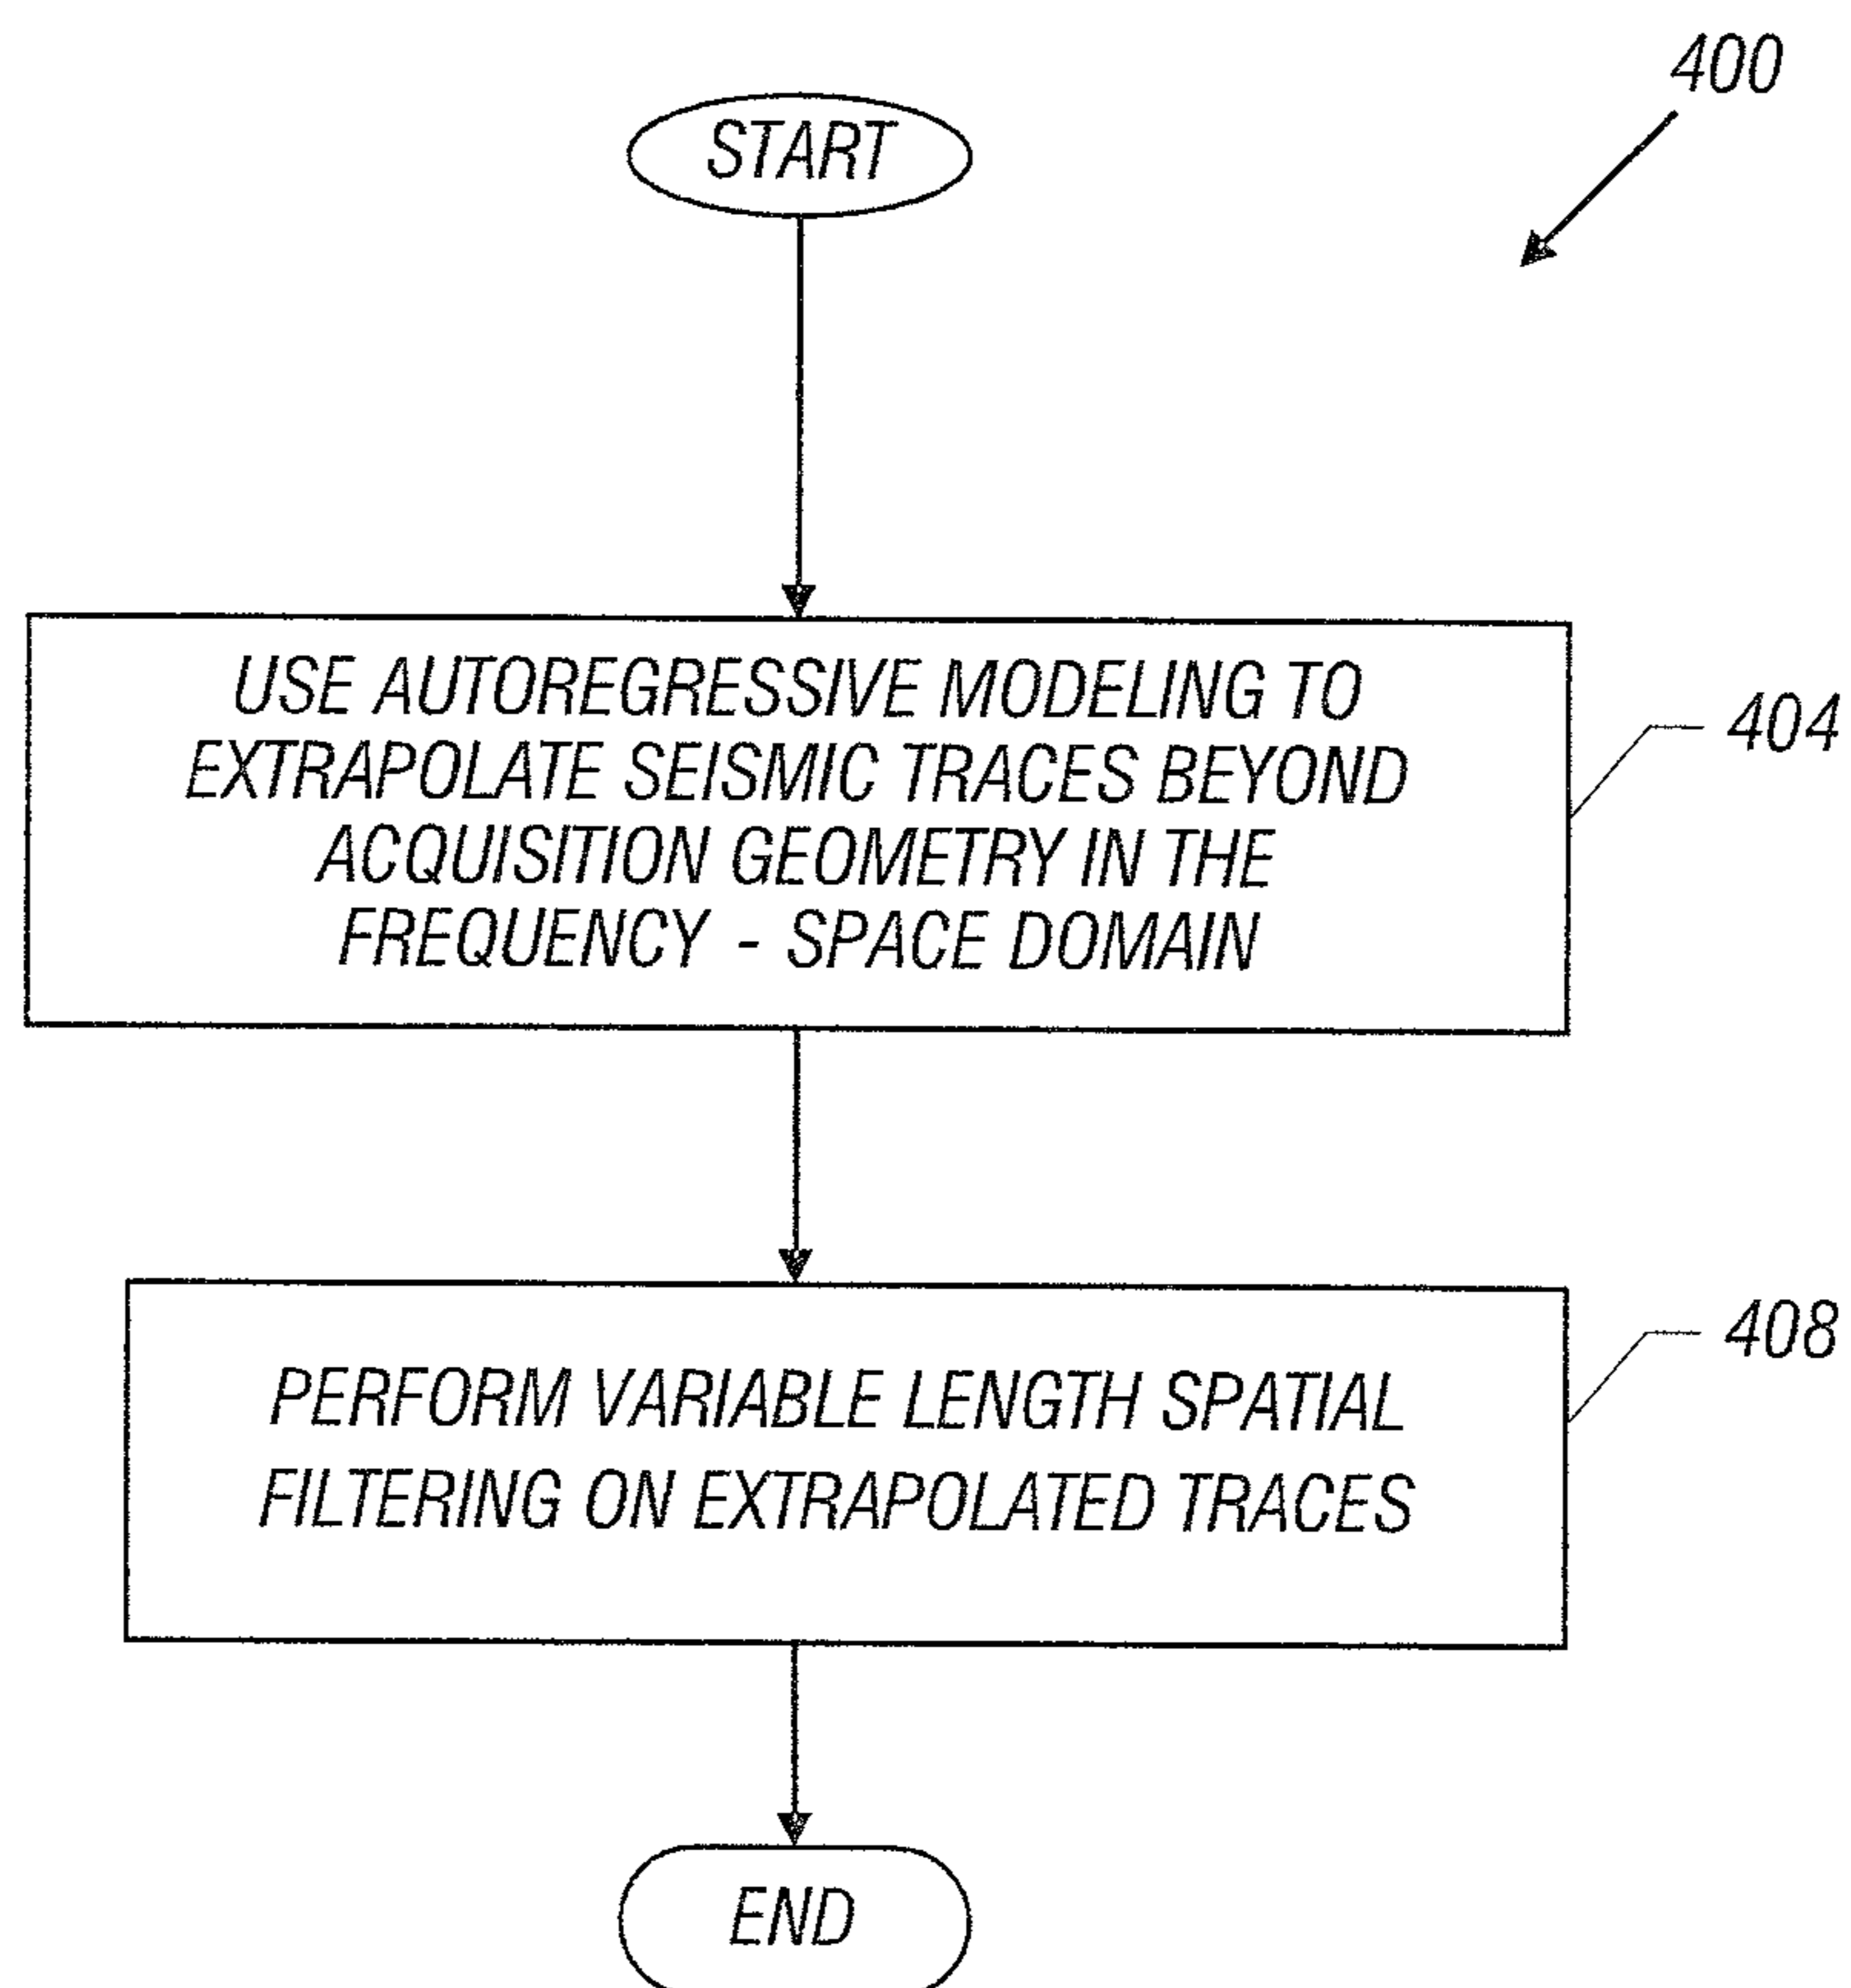 400
START
USE AUTOREGRESSIVE MODELING TO
EXTRAPOLATE SEISMIC TRACES BEYOND
ACQUISITION GEOMETRY IN THE
FREQUENCY - SPACE DOMAIN
404
PERFORM VARIABLE LENGTH SPATIAL
FILTERING ON EXTRAPOLATED TRACES
408
END